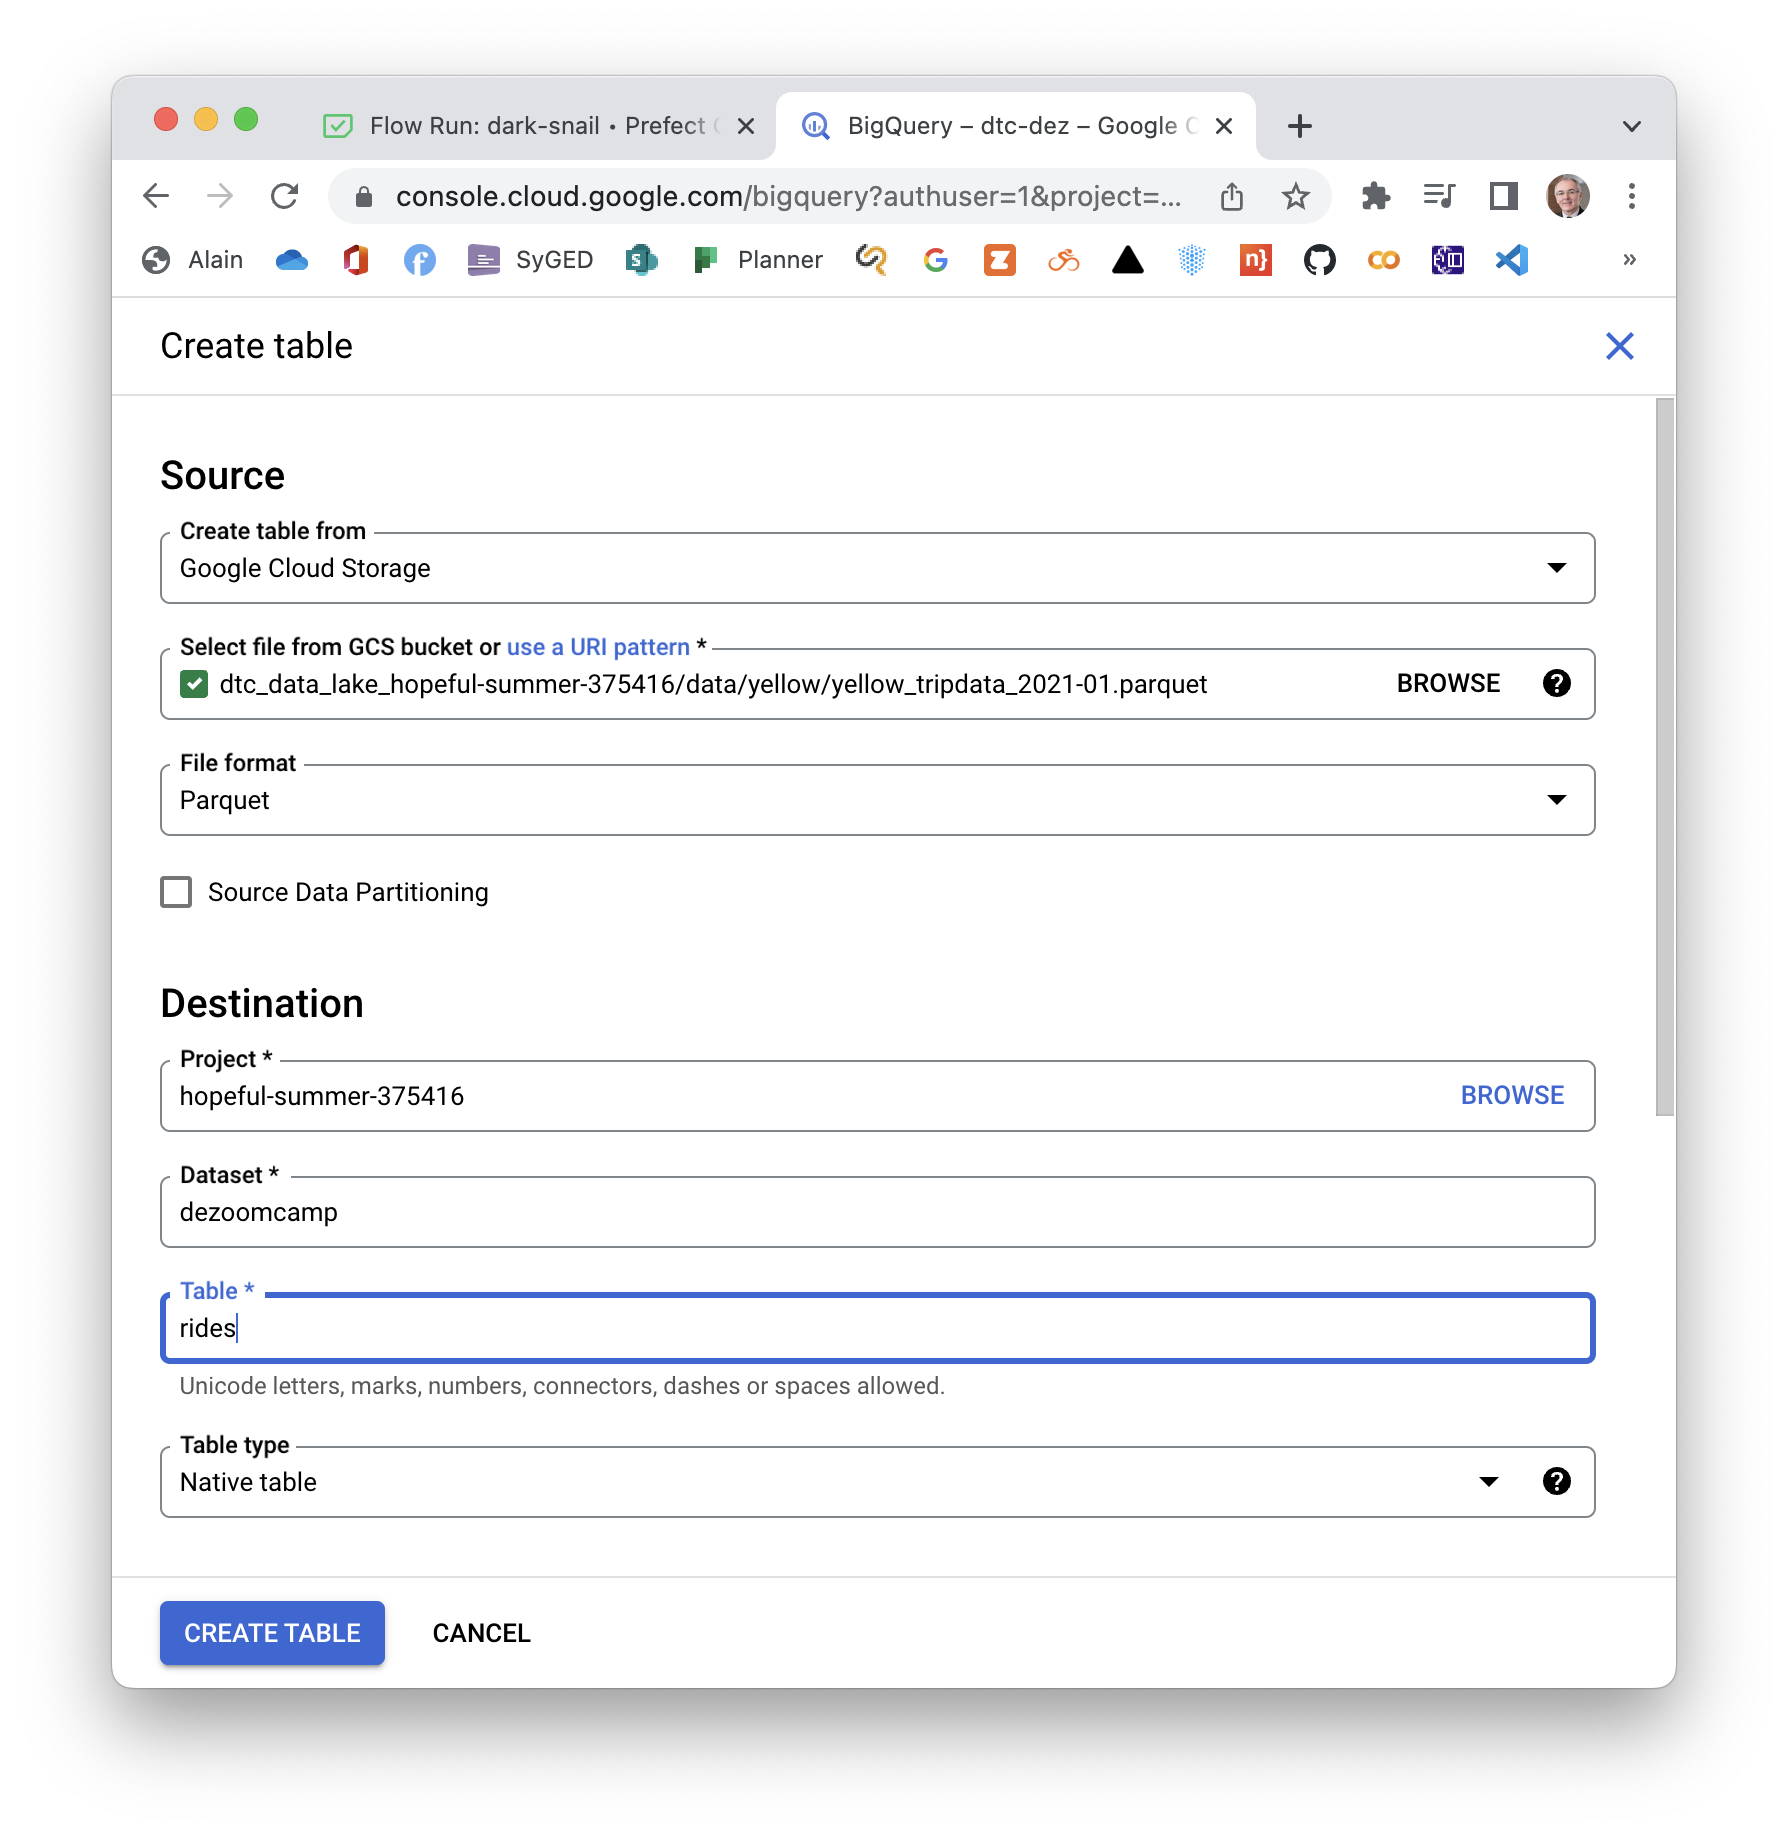 Flow Run: dark-snail • Prefect
BigQuery – dtc-dez – Google
console.cloud.google.com/bigquery?authuser=1&project=...
Alain
SyGED
Planner
»
Create table
Source
Create table from
Google Cloud Storage
Select file from GCS bucket or use a URI pattern *
dtc_data_lake_hopeful-summer-375416/data/yellow/yellow_tripdata_2021-01.parquet BROWSE ?
File format
Parquet
Source Data Partitioning
Destination
Project *
hopeful-summer-375416 BROWSE
Dataset *
dezoomcamp
Table *
rides
Unicode letters, marks, numbers, connectors, dashes or spaces allowed.
Table type
Native table ?
CREATE TABLE CANCEL